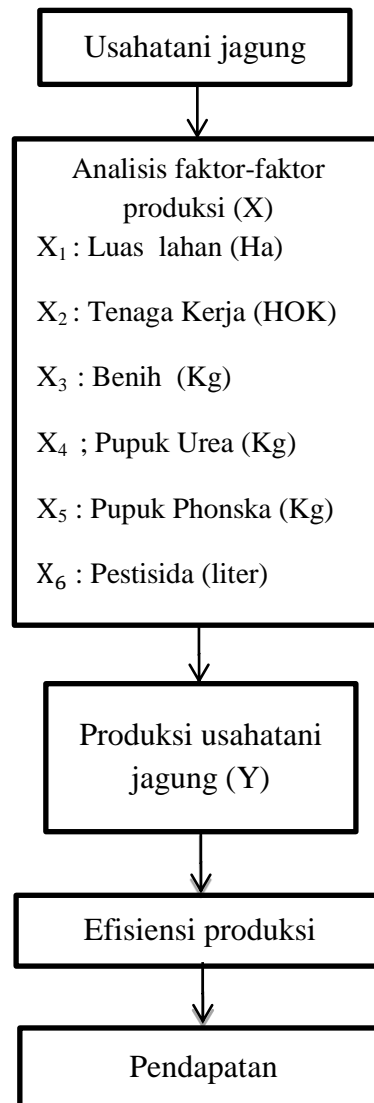 Usahatani jagung
Analisis faktor-faktor
produksi (X)
X₁ : Luas lahan (Ha)
X₂ : Tenaga Kerja (HOK)
X₃ : Benih (Kg)
X₄ ; Pupuk Urea (Kg)
X₅ : Pupuk Phonska (Kg)
X₆ : Pestisida (liter)
Produksi usahatani
jagung (Y)
Efisiensi produksi
Pendapatan